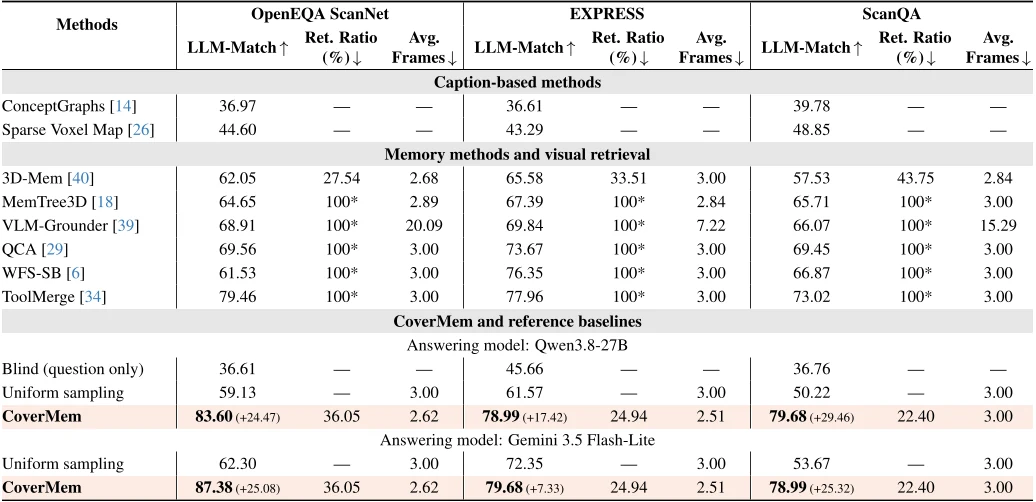 Methods OpenEQA ScanNet EXPRESS ScanQA
LLM-Match↑ Ret. Ratio (%)↓ Avg. Frames↓ LLM-Match↑ Ret. Ratio (%)↓ Avg. Frames↓ LLM-Match↑ Ret. Ratio (%)↓ Avg. Frames↓
Caption-based methods
ConceptGraphs [14] 36.97 — — 36.61 — — 39.78 — —
Sparse Voxel Map [26] 44.60 — — 43.29 — — 48.85 — —
Memory methods and visual retrieval
3D-Mem [40] 62.05 27.54 2.68 65.58 33.51 3.00 57.53 43.75 2.84
MemTree3D [18] 64.65 100* 2.89 67.39 100* 2.84 65.71 100* 3.00
VLM-Grounder [39] 68.91 100* 20.09 69.84 100* 7.22 66.07 100* 15.29
QCA [29] 69.56 100* 3.00 73.67 100* 3.00 69.45 100* 3.00
WFS-SB [6] 61.53 100* 3.00 76.35 100* 3.00 66.87 100* 3.00
ToolMerge [34] 79.46 100* 3.00 77.96 100* 3.00 73.02 100* 3.00
CoverMem and reference baselines
Answering model: Qwen3.8-27B
Blind (question only) 36.61 — — 45.66 — — 36.76 — —
Uniform sampling 59.13 — 3.00 61.57 — 3.00 50.22 — 3.00
CoverMem 83.60 (+24.47) 36.05 2.62 78.99 (+17.42) 24.94 2.51 79.68 (+29.46) 22.40 3.00
Answering model: Gemini 3.5 Flash-Lite
Uniform sampling 62.30 — 3.00 72.35 — 3.00 53.67 — 3.00
CoverMem 87.38 (+25.08) 36.05 2.62 79.68 (+7.33) 24.94 2.51 78.99 (+25.32) 22.40 3.00